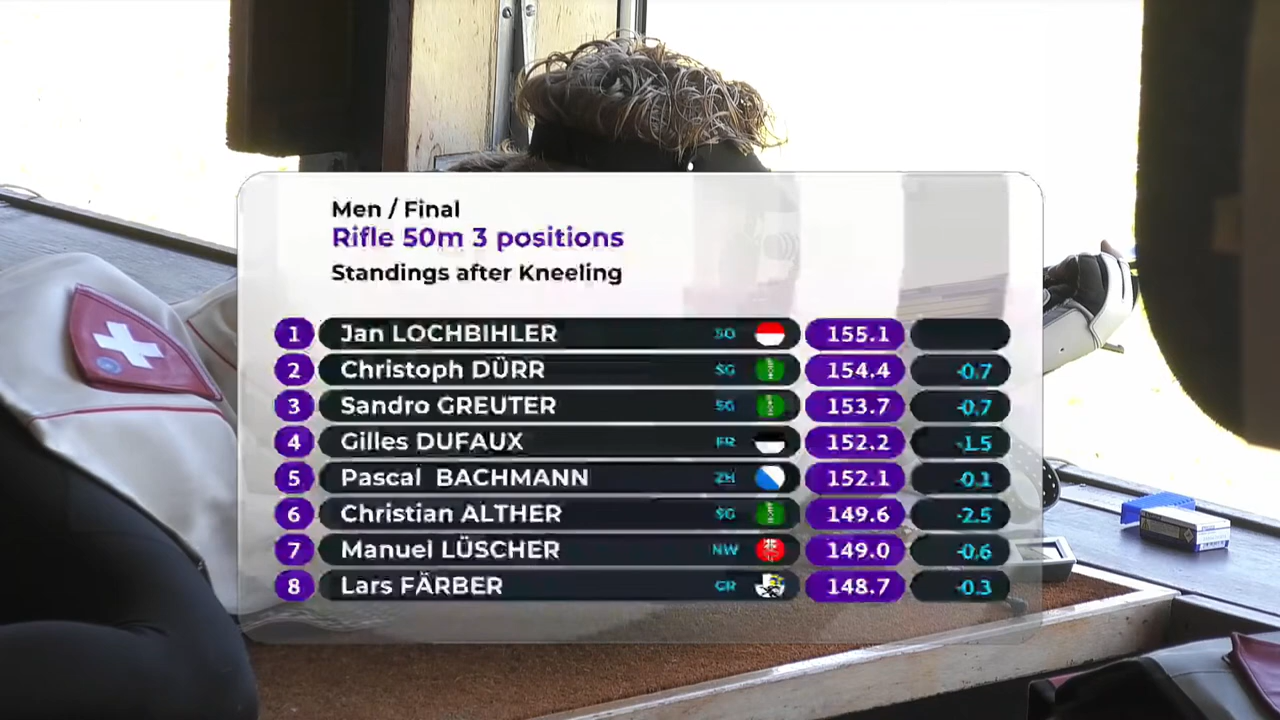 Men / Final
Rifle 50m 3 positions
Standings after Kneeling
1 Jan LOCHBIHLER SO 155.1
2 Christoph DÜRR SG 154.4 -0.7
3 Sandro GREUTER SG 153.7 -0.7
4 Gilles DUFAUX FR 152.2 -1.5
5 Pascal BACHMANN ZH 152.1 -0.1
6 Christian ALTHER SG 149.6 -2.5
7 Manuel LÜSCHER NW 149.0 -0.6
8 Lars FÄRBER GR 148.7 -0.3